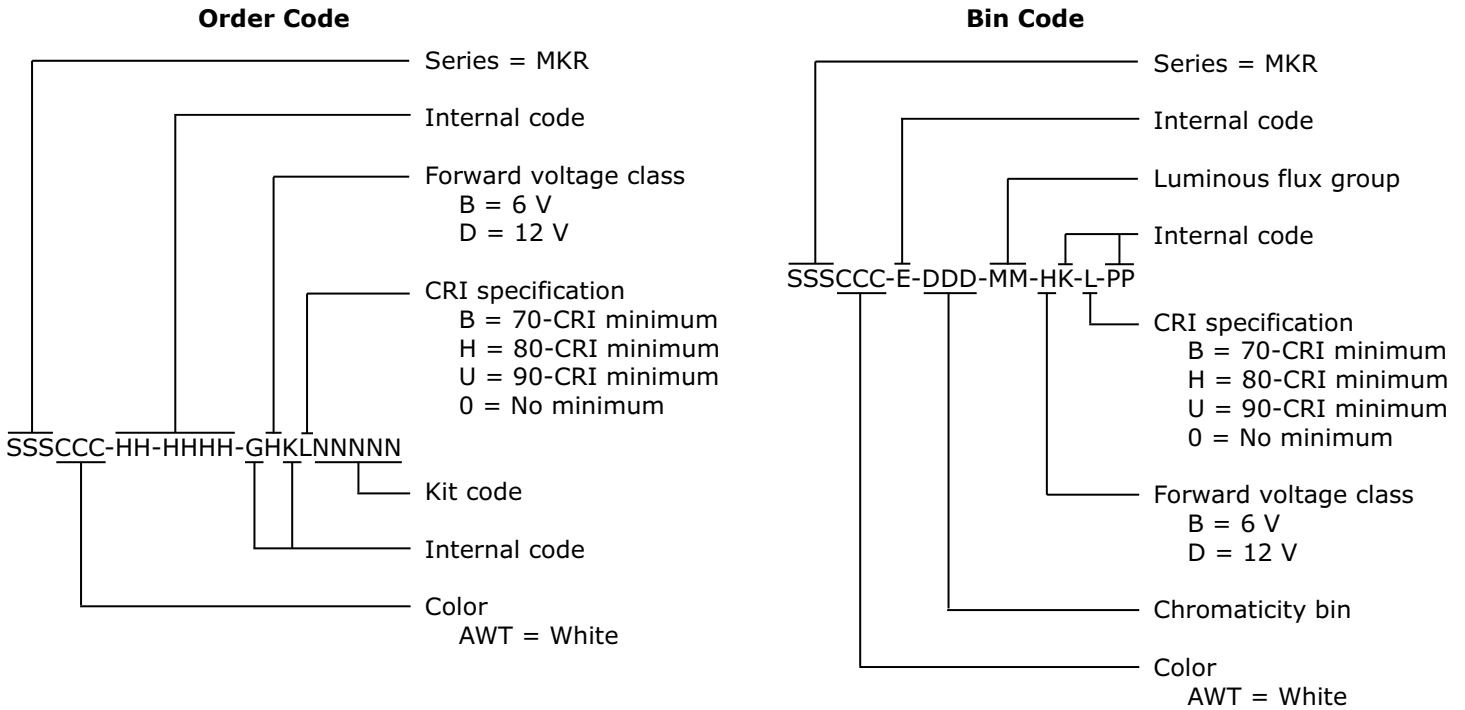 Order Code
Series = MKR
Internal code
Forward voltage class
B = 6 V
D = 12 V
CRI specification
B = 70-CRI minimum
H = 80-CRI minimum
U = 90-CRI minimum
0 = No minimum
SSSCCC-HH-HHHH-GHKLNNNNN
Kit code
Internal code
Color
AWT = White
Bin Code
Series = MKR
Internal code
Luminous flux group
Internal code
SSSCCC-E-DDD-MM-HK-L-PP
CRI specification
B = 70-CRI minimum
H = 80-CRI minimum
U = 90-CRI minimum
0 = No minimum
Forward voltage class
B = 6 V
D = 12 V
Chromaticity bin
Color
AWT = White